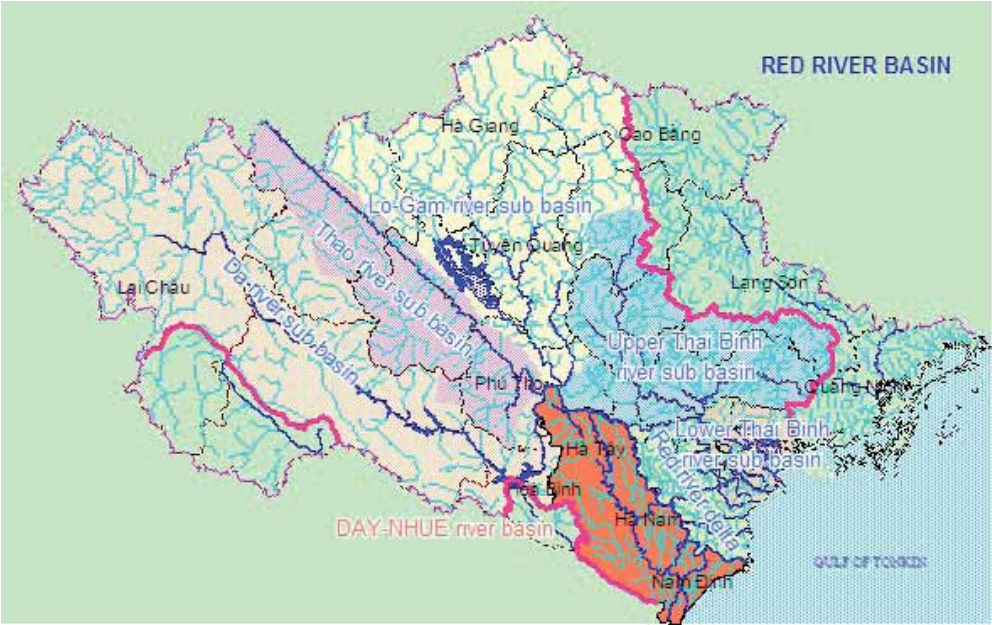 RED RIVER BASIN
Hà Giang
Cao Bằng
Lo-Gam river sub basin
Tuyên Quang
Thao river sub basin
Da river sub basin
Lai Châu
Lạng Sơn
Upper Thai Binh
river sub basin
Phú Thọ
Quảng Ninh
Lower Thai Binh
river sub basin
Red river delta
Hà Tây
Hòa Bình
Hà Nam
DAY-NHUE river basin
Nam Định
GULF OF TONKIN